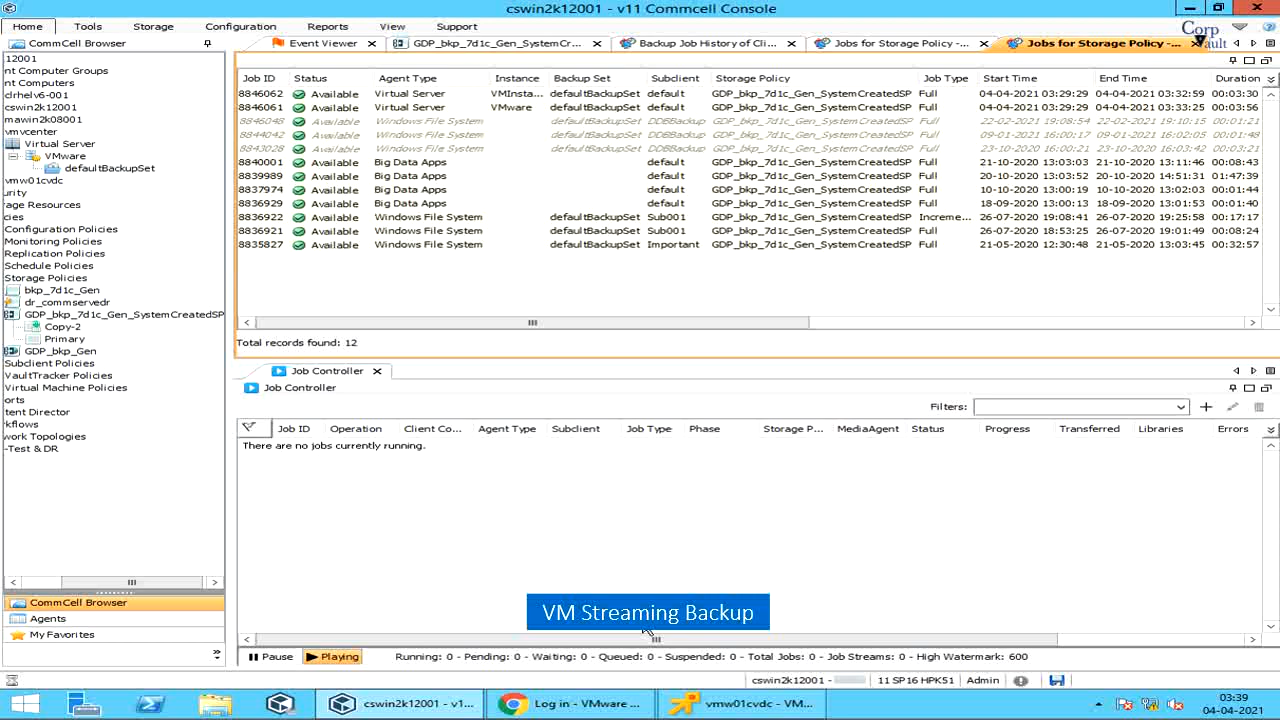 cswin2k12001 - v11 Commcell Console
Home Tools Storage Configuration Reports View Support
CommCell Browser
Event Viewer GDP_bkp_7d1c_Gen_SystemCr... Backup Job History of Cli... Jobs for Storage Policy -... Jobs for Storage Policy -...
Corp
Vault
12001
nt Computer Groups
nt Computers
clrhelv6-001
cswin2k12001
mawin2k08001
vmvcenter
Virtual Server
VMware
defaultBackupSet
vmw01cvdc
urity
age Resources
cies
Configuration Policies
Monitoring Policies
Replication Policies
Schedule Policies
Storage Policies
bkp_7d1c_Gen
dr_commservedr
GDP_bkp_7d1c_Gen_SystemCreatedSP
Copy-2
Primary
GDP_bkp_Gen
Subclient Policies
VaultTracker Policies
Virtual Machine Policies
orts
tent Director
rkflows
work Topologies
-Test & DR
CommCell Browser
Agents
My Favorites
Job ID Status Agent Type Instance Backup Set Subclient Storage Policy Job Type Start Time End Time Duration
8846062 Available Virtual Server VMInsta... defaultBackupSet default GDP_bkp_7d1c_Gen_SystemCreatedSP Full 04-04-2021 03:29:29 04-04-2021 03:32:59 00:03:30
8846061 Available Virtual Server VMware defaultBackupSet default GDP_bkp_7d1c_Gen_SystemCreatedSP Full 04-04-2021 03:29:29 04-04-2021 03:33:25 00:03:56
8846048 Available Windows File System defaultBackupSet DDBBackup GDP_bkp_7d1c_Gen_SystemCreatedSP Full 22-02-2021 19:08:54 22-02-2021 19:10:15 00:01:21
8844042 Available Windows File System defaultBackupSet DDBBackup GDP_bkp_7d1c_Gen_SystemCreatedSP Full 09-01-2021 16:00:17 09-01-2021 16:02:05 00:01:48
8843028 Available Windows File System defaultBackupSet DDBBackup GDP_bkp_7d1c_Gen_SystemCreatedSP Full 23-10-2020 16:00:21 23-10-2020 16:03:42 00:03:21
8840001 Available Big Data Apps default GDP_bkp_7d1c_Gen_SystemCreatedSP Full 21-10-2020 13:03:03 21-10-2020 13:11:46 00:08:43
8839989 Available Big Data Apps default GDP_bkp_7d1c_Gen_SystemCreatedSP Full 20-10-2020 13:03:52 20-10-2020 14:51:31 01:47:39
8837974 Available Big Data Apps default GDP_bkp_7d1c_Gen_SystemCreatedSP Full 10-10-2020 13:00:19 10-10-2020 13:02:03 00:01:44
8836929 Available Big Data Apps default GDP_bkp_7d1c_Gen_SystemCreatedSP Full 18-09-2020 13:00:13 18-09-2020 13:01:53 00:01:40
8836922 Available Windows File System defaultBackupSet Sub001 GDP_bkp_7d1c_Gen_SystemCreatedSP Increme... 26-07-2020 19:08:41 26-07-2020 19:25:58 00:17:17
8836921 Available Windows File System defaultBackupSet Sub001 GDP_bkp_7d1c_Gen_SystemCreatedSP Full 26-07-2020 18:53:25 26-07-2020 19:01:49 00:08:24
8835827 Available Windows File System defaultBackupSet Important GDP_bkp_7d1c_Gen_SystemCreatedSP Full 21-05-2020 12:30:48 21-05-2020 13:03:45 00:32:57
Total records found: 12
Job Controller
Job Controller
Filters:
Job ID Operation Client Co... Agent Type Subclient Job Type Phase Storage P... MediaAgent Status Progress Transferred Libraries Errors
There are no jobs currently running.
VM Streaming Backup
Pause Playing Running: 0 - Pending: 0 - Waiting: 0 - Queued: 0 - Suspended: 0 - Total Jobs: 0 - Job Streams: 0 - High Watermark: 600
cswin2k12001 - 11 SP16 HPK51 Admin
cswin2k12001 - v1... Log in - VMware ... vmw01cvdc - VM...
03:39
04-04-2021